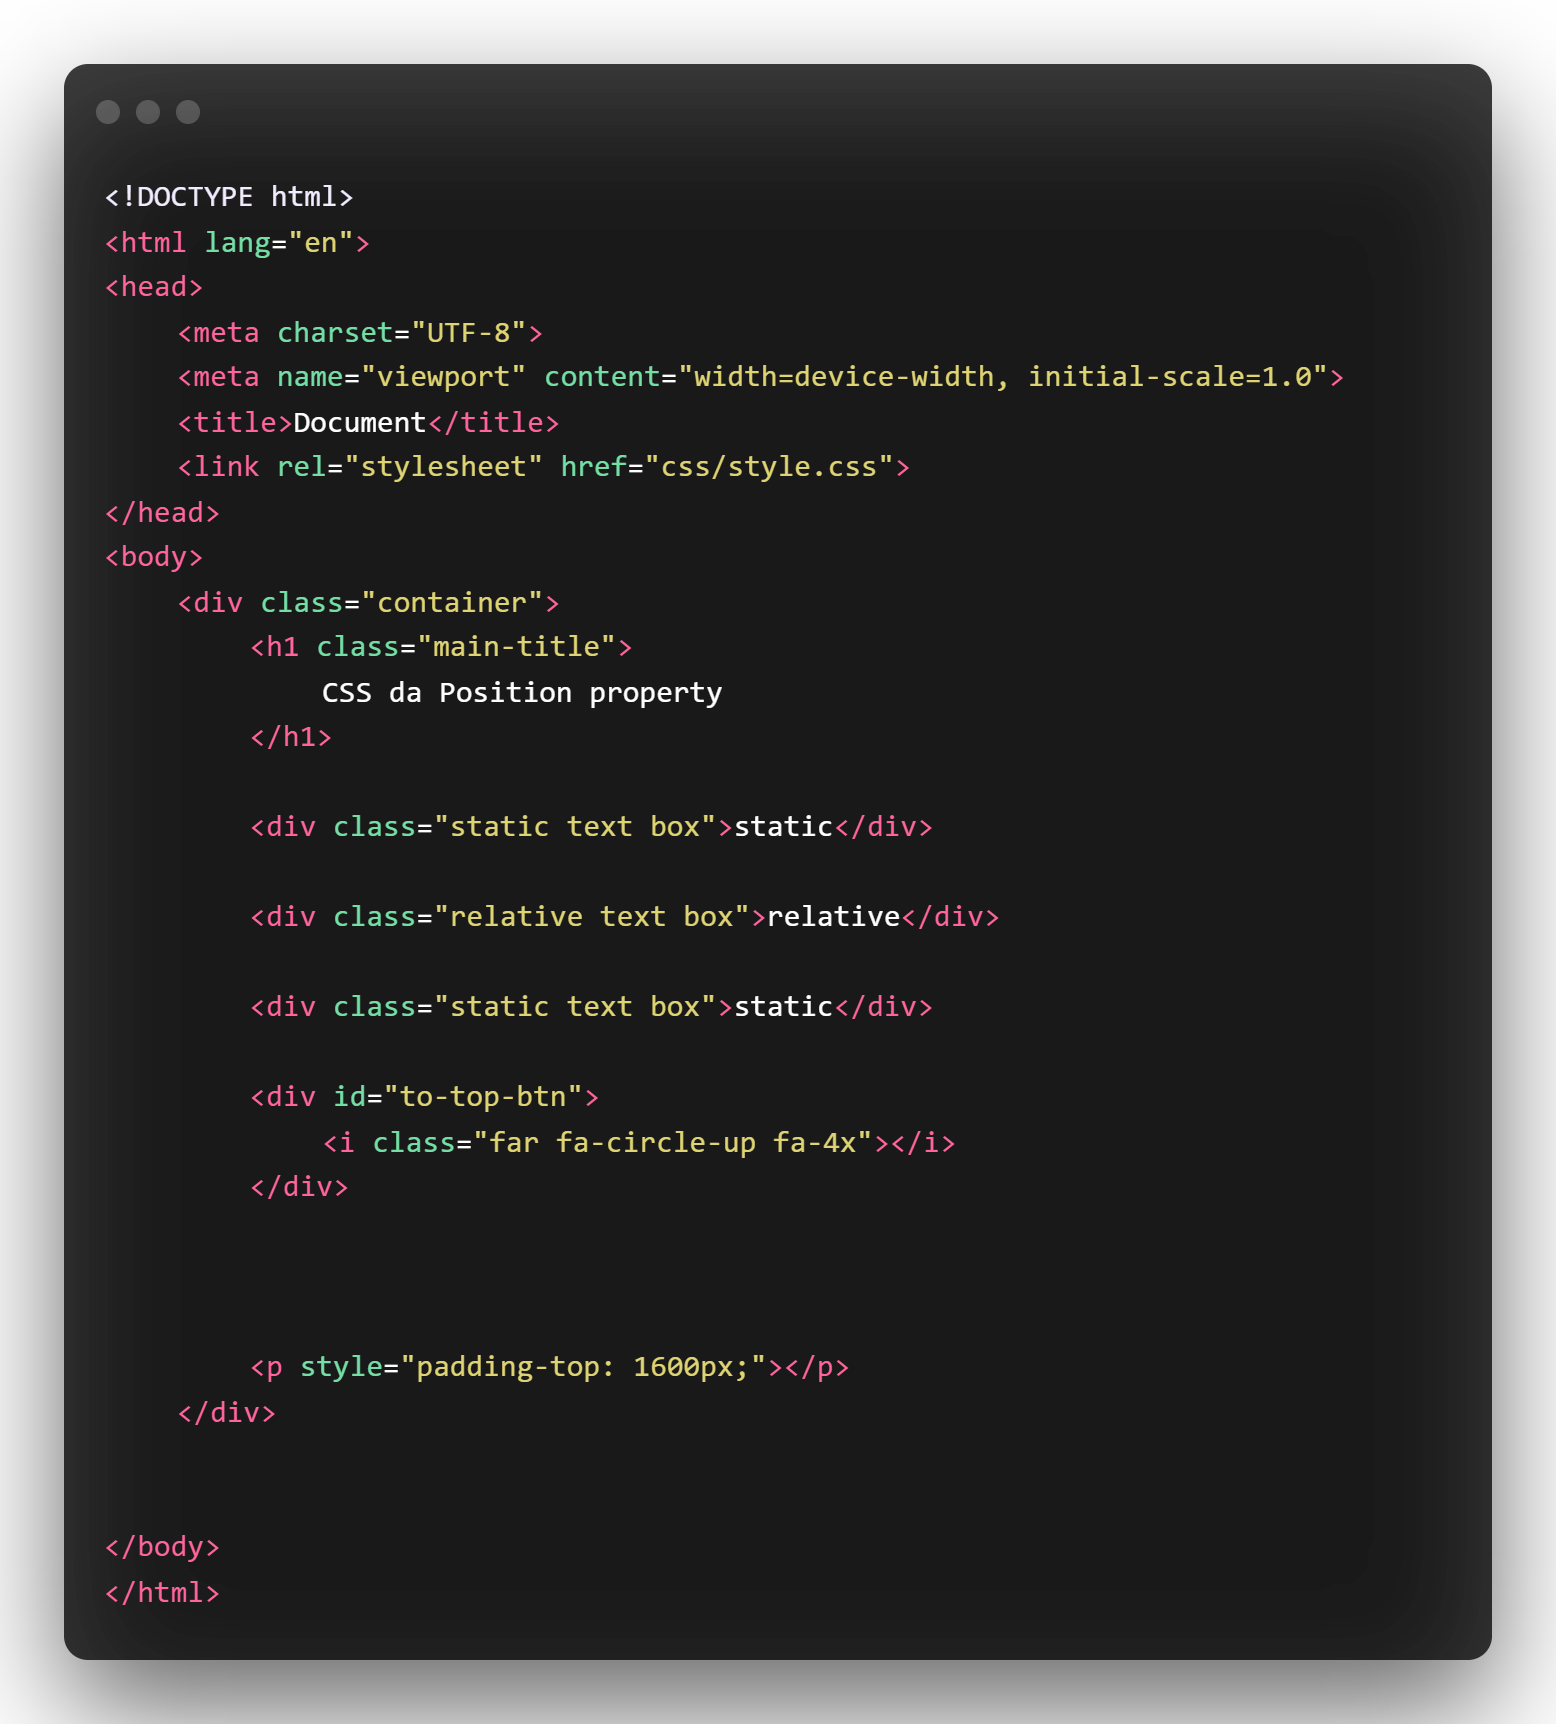 <!DOCTYPE html>
<html lang="en">
<head>
<meta charset="UTF-8">
<meta name="viewport" content="width=device-width, initial-scale=1.0">
<title>Document</title>
<link rel="stylesheet" href="css/style.css">
</head>
<body>
<div class="container">
<h1 class="main-title">
CSS da Position property
</h1>
<div class="static text box">static</div>
<div class="relative text box">relative</div>
<div class="static text box">static</div>
<div id="to-top-btn">
<i class="far fa-circle-up fa-4x"></i>
</div>
<p style="padding-top: 1600px;"></p>
</div>
</body>
</html>